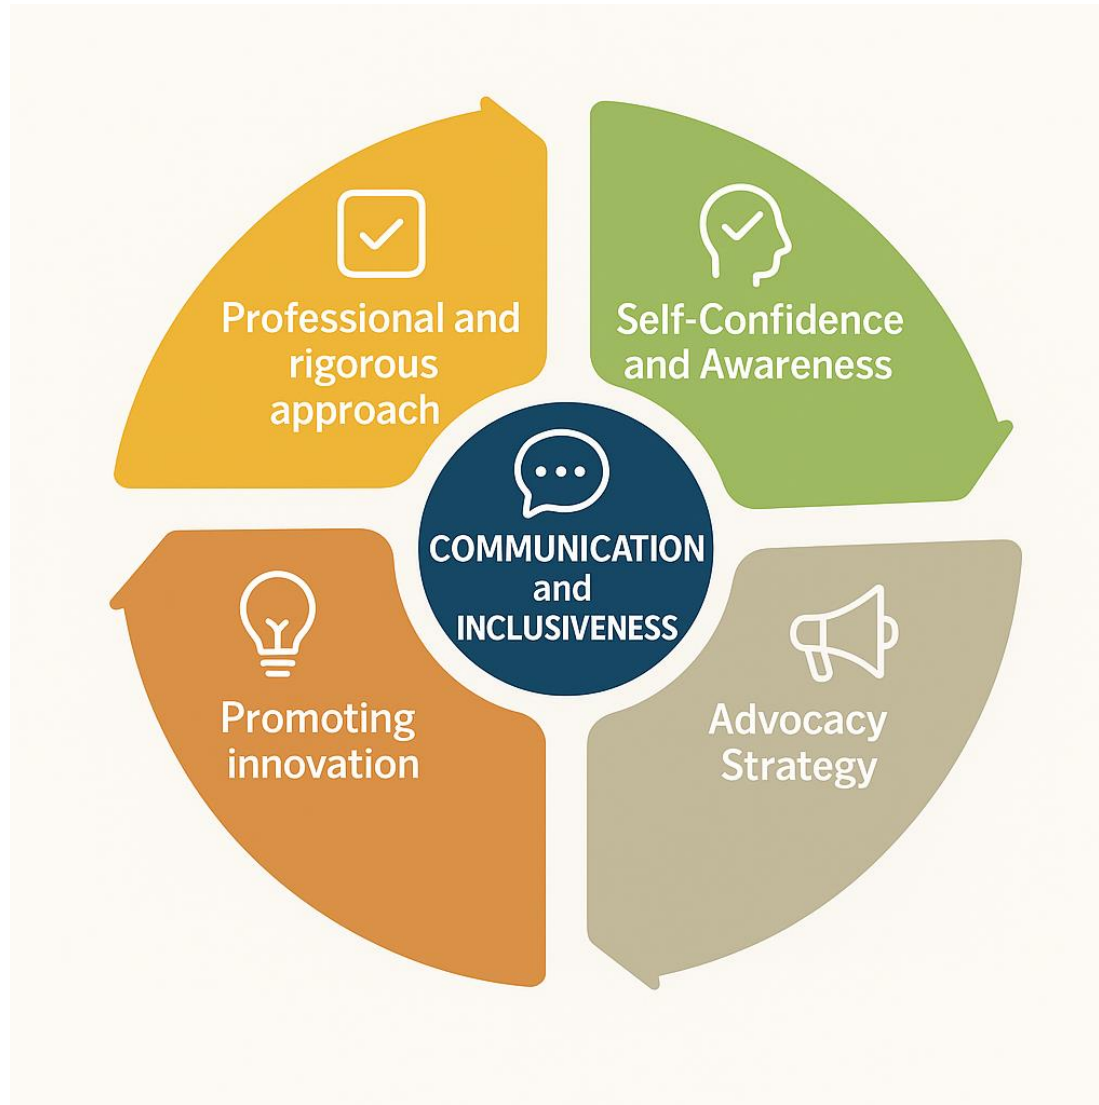 Professional and
rigorous
approach
Self-Confidence
and Awareness
COMMUNICATION
and
INCLUSIVENESS
Promoting
innovation
Advocacy
Strategy